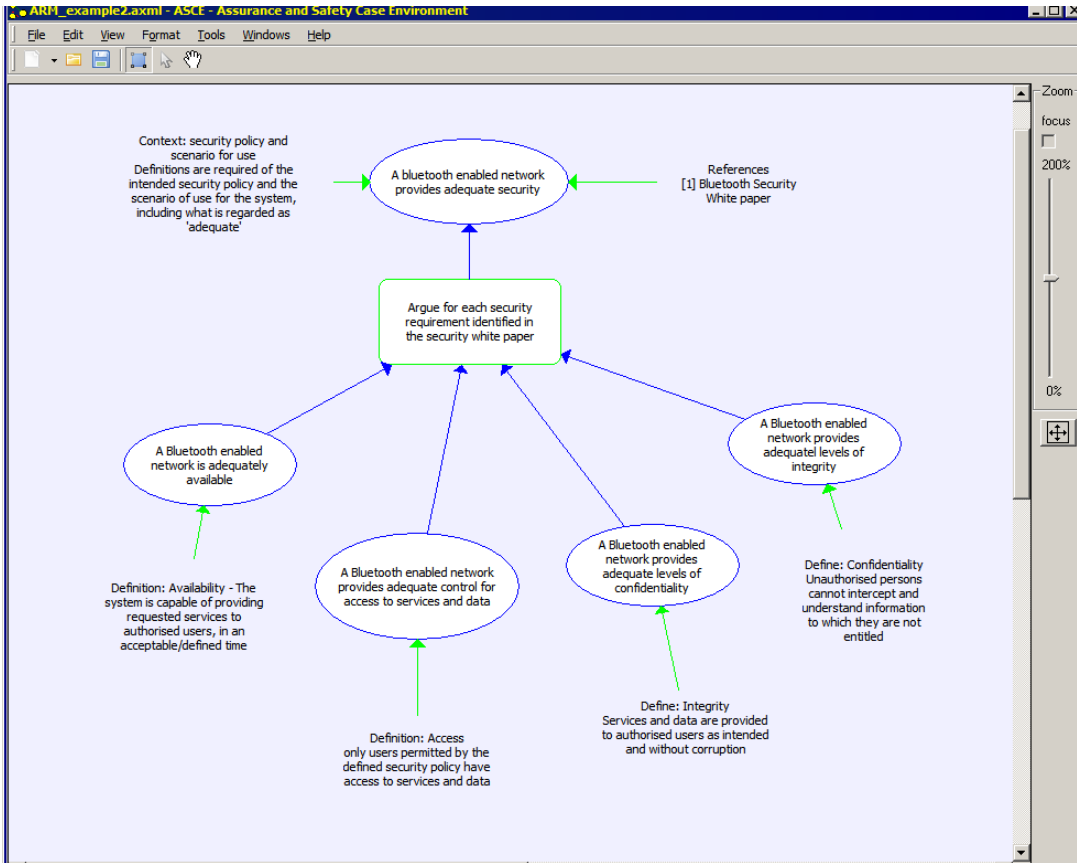 ARM_example2.axml - ASCE - Assurance and Safety Case Environment
File Edit View Format Tools Windows Help
Zoom
focus
200%
0%
Context: security policy and
scenario for use
Definitions are required of the
intended security policy and the
scenario of use for the system,
including what is regarded as
'adequate'
A bluetooth enabled network
provides adequate security
References
[1] Bluetooth Security
White paper
Argue for each security
requirement identified in
the security white paper
A Bluetooth enabled
network is adequately
available
A Bluetooth enabled network
provides adequate control for
access to services and data
A Bluetooth enabled
network provides
adequate levels of
confidentiality
A Bluetooth enabled
network provides
adequatel levels of
integrity
Definition: Availability - The
system is capable of providing
requested services to
authorised users, in an
acceptable/defined time
Definition: Access
only users permitted by the
defined security policy have
access to services and data
Define: Integrity
Services and data are provided
to authorised users as intended
and without corruption
Define: Confidentiality
Unauthorised persons
cannot intercept and
understand information
to which they are not
entitled